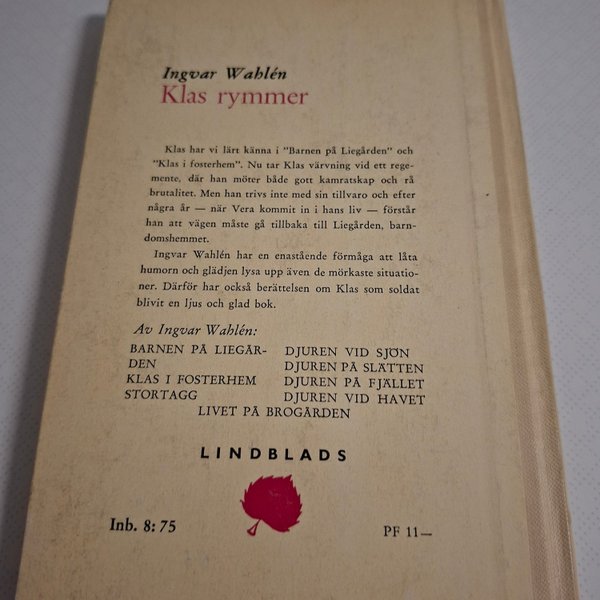 Ingvar Wahlén
Klas rymmer
Klas har vi lärt känna i "Barnen på Liegården" och
"Klas i fosterhem". Nu tar Klas värvning vid ett rege-
mente, där han möter både gott kamratskap och rå
brutalitet. Men han trivs inte med sin tillvaro och efter
några år — när Vera kommit in i hans liv — förstår
han att vägen måste gå tillbaka till Liegården, barn-
domshemmet.
Ingvar Wahlén har en enastående förmåga att låta
humorn och glädjen lysa upp även de mörkaste situatio-
ner. Därför har också berättelsen om Klas som soldat
blivit en ljus och glad bok.
Av Ingvar Wahlén:
BARNEN PÅ LIEGÅR-
DEN
KLAS I FOSTERHEM
STORTAGG
DJUREN VID SJÖN
DJUREN PÅ SLÄTTEN
DJUREN PÅ FJÄLLET
DJUREN VID HAVET
LIVET PÅ BROGÅRDEN
LINDBLADS
Inb. 8:75
PF 11—